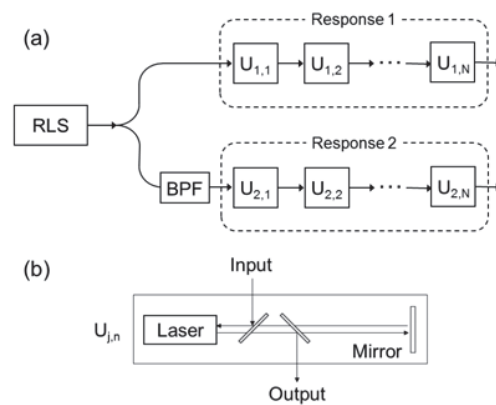 (a)
Response 1
U1,1
U1,2
...
U1,N
RLS
Response 2
BPF
U2,1
U2,2
...
U2,N
(b)
Input
Uj,n
Laser
Mirror
Output